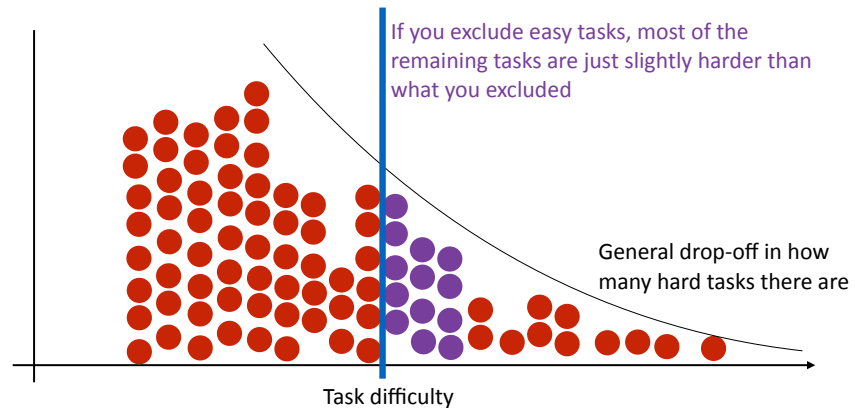 If you exclude easy tasks, most of the
remaining tasks are just slightly harder than
what you excluded
General drop-off in how
many hard tasks there are
Task difficulty